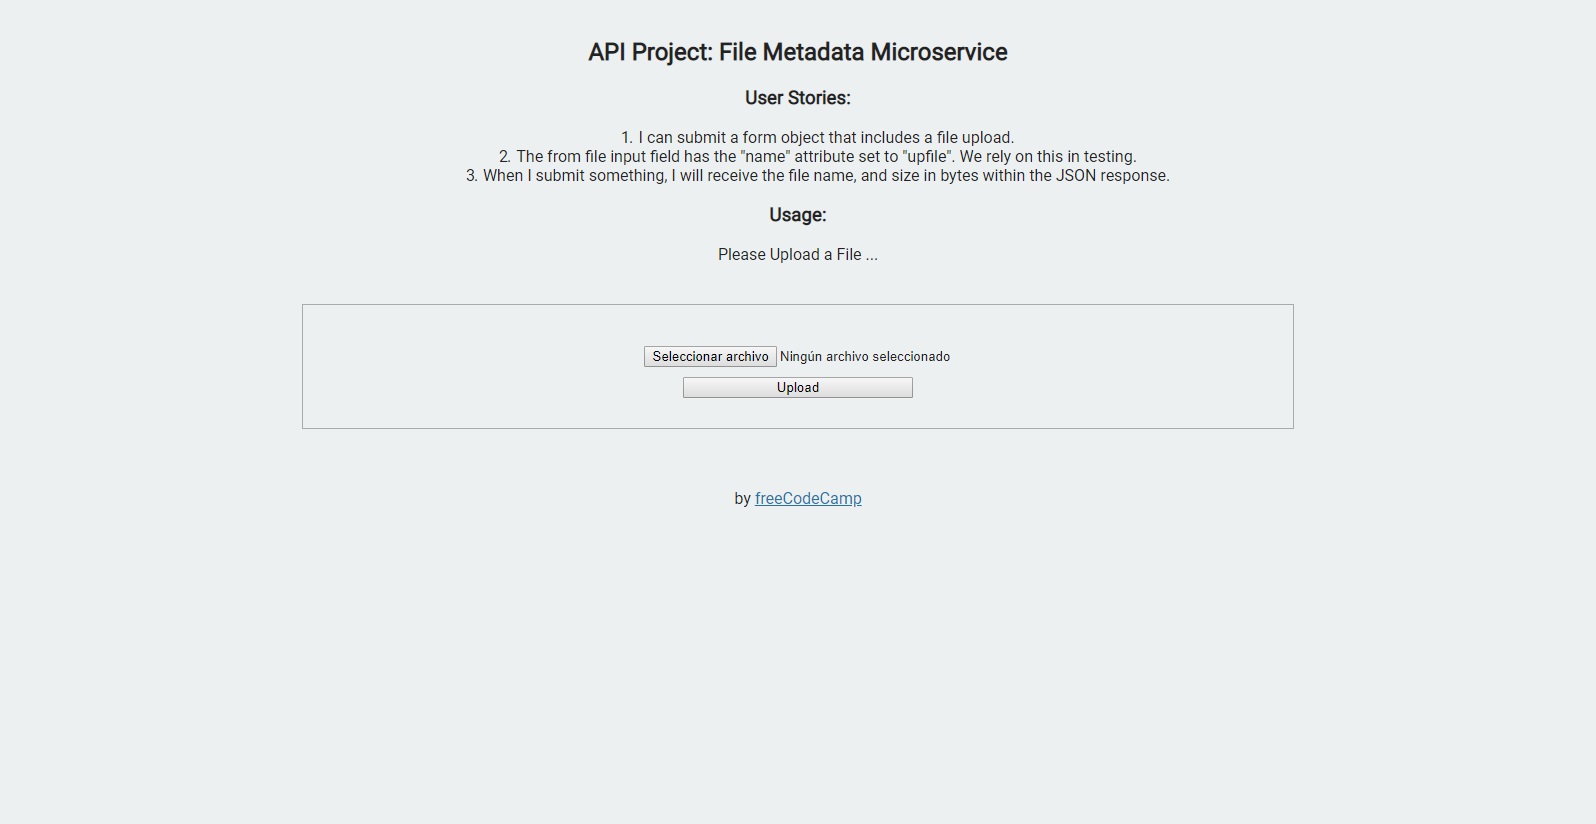 API Project: File Metadata Microservice
User Stories:
1. I can submit a form object that includes a file upload.
2. The from file input field has the "name" attribute set to "upfile". We rely on this in testing.
3. When I submit something, I will receive the file name, and size in bytes within the JSON response.
Usage:
Please Upload a File ...
Seleccionar archivo Ningún archivo seleccionado
Upload
by freeCodeCamp